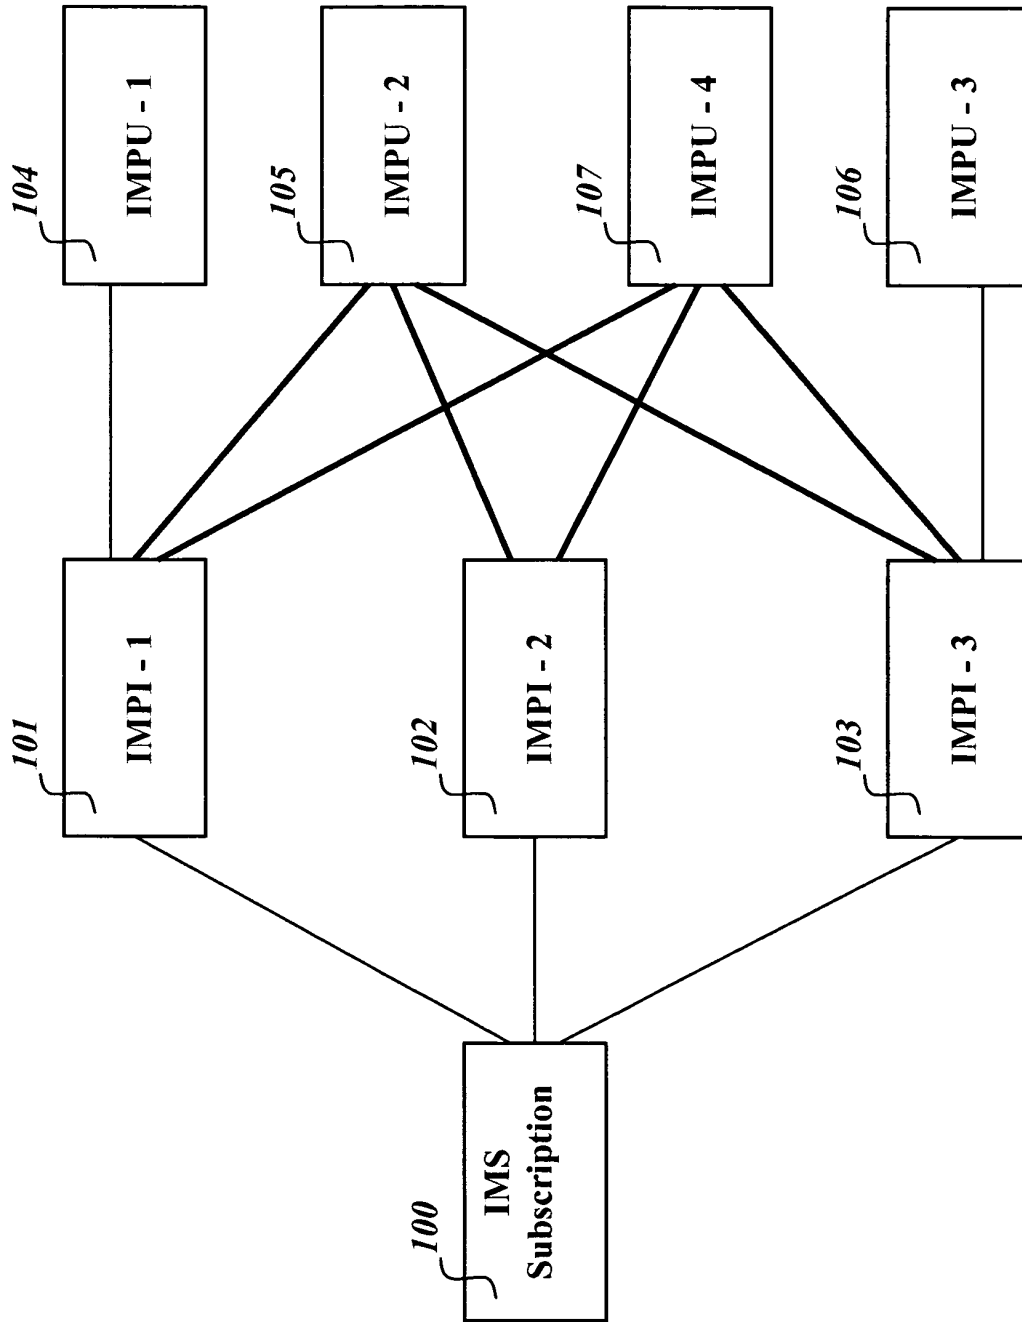 100
IMS
Subscription
101
IMPI - 1
102
IMPI - 2
103
IMPI - 3
104
IMPU - 1
105
IMPU - 2
107
IMPU - 4
106
IMPU - 3